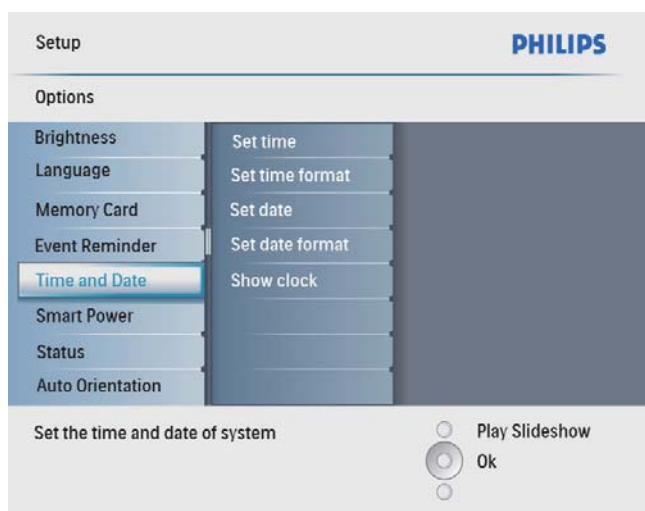 Setup
PHILIPS
Options
Brightness
Language
Memory Card
Event Reminder
Time and Date
Smart Power
Status
Auto Orientation
Set time
Set time format
Set date
Set date format
Show clock
Set the time and date of system
Play Slideshow
Ok